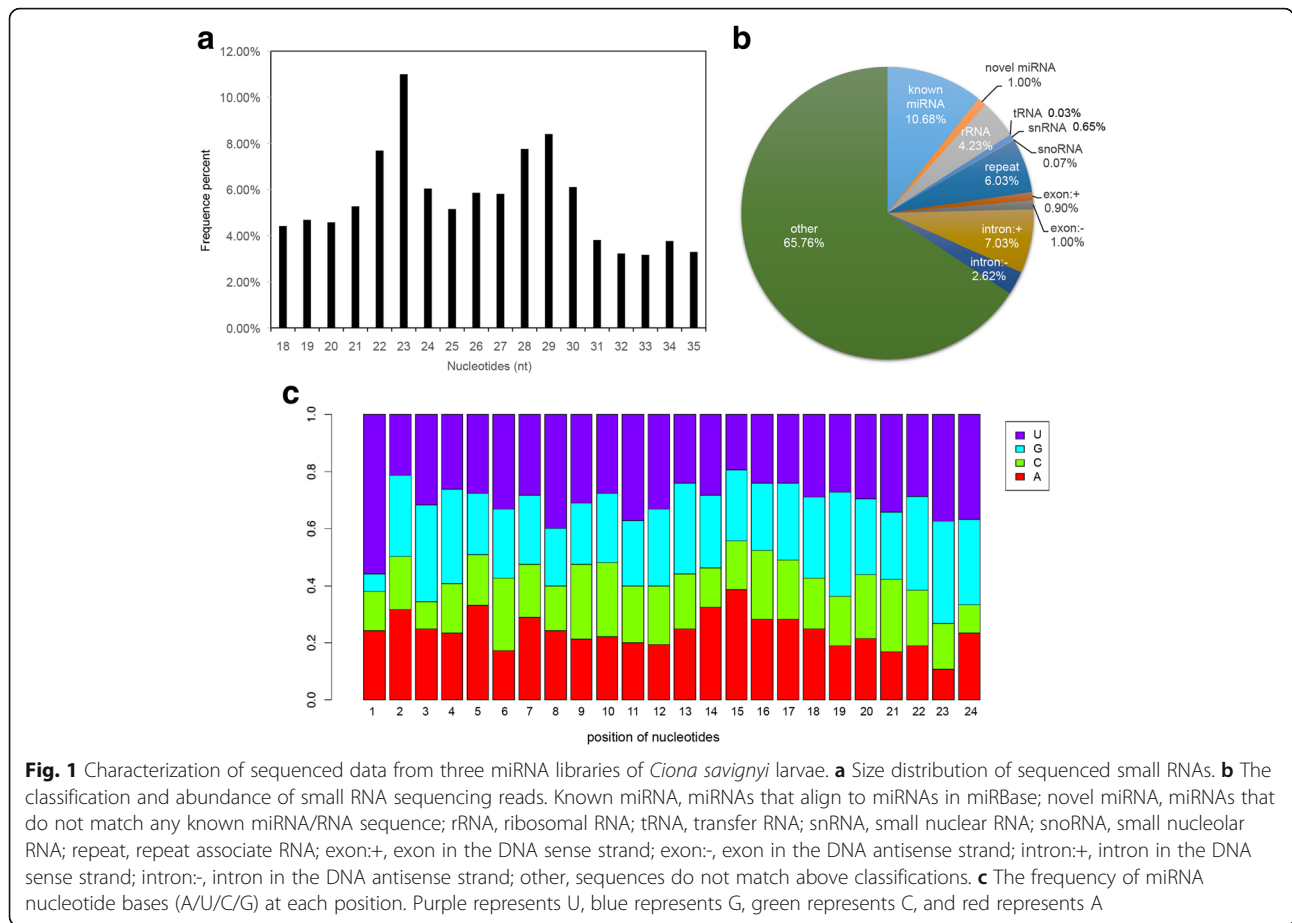 a
12.00%
10.00%
8.00%
6.00%
4.00%
2.00%
0.00%
Frequence percent
18 19 20 21 22 23 24 25 26 27 28 29 30 31 32 33 34 35
Nucleotides (nt)
b
known
miRNA
10.68%
novel miRNA
1.00%
rRNA
4.23%
tRNA 0.03%
snRNA 0.65%
snoRNA
0.07%
repeat
6.03%
exon:+
0.90%
exon:-
1.00%
intron:+
7.03%
intron:-
2.62%
other
65.76%
c
1.0
0.8
0.6
0.4
0.2
0.0
1 2 3 4 5 6 7 8 9 10 11 12 13 14 15 16 17 18 19 20 21 22 23 24
position of nucleotides
U
G
C
A
Fig. 1 Characterization of sequenced data from three miRNA libraries of Ciona savignyi larvae. a Size distribution of sequenced small RNAs. b The
classification and abundance of small RNA sequencing reads. Known miRNA, miRNAs that align to miRNAs in miRBase; novel miRNA, miRNAs that
do not match any known miRNA/RNA sequence; rRNA, ribosomal RNA; tRNA, transfer RNA; snRNA, small nuclear RNA; snoRNA, small nucleolar
RNA; repeat, repeat associate RNA; exon:+, exon in the DNA sense strand; exon:-, exon in the DNA antisense strand; intron:+, intron in the DNA
sense strand; intron:-, intron in the DNA antisense strand; other, sequences do not match above classifications. c The frequency of miRNA
nucleotide bases (A/U/C/G) at each position. Purple represents U, blue represents G, green represents C, and red represents A